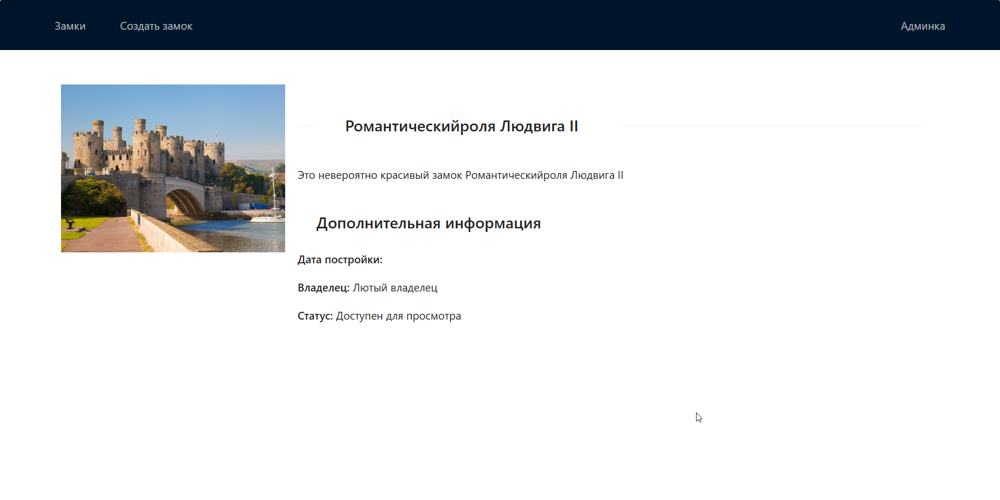 Замки
Создать замок
Админка
Романтическийроля Людвига II
Это невероятно красивый замок Романтическийроля Людвига II
Дополнительная информация
Дата постройки:
Владелец: Лютый владелец
Статус: Доступен для просмотра